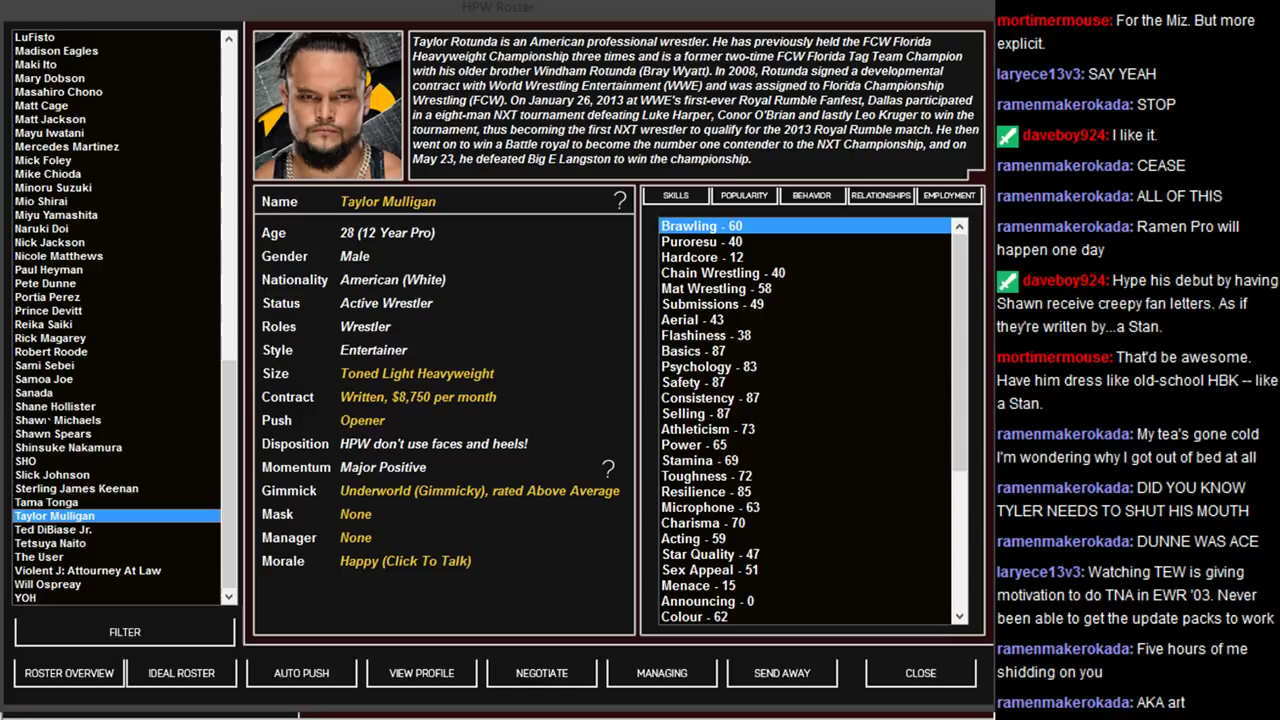 HPW Roster
LuFisto
Madison Eagles
Maki Ito
Mary Dobson
Masahiro Chono
Matt Cage
Matt Jackson
Mayu Iwatani
Mercedes Martinez
Mick Foley
Mike Chioda
Minoru Suzuki
Mio Shirai
Miyu Yamashita
Naruki Doi
Nick Jackson
Nicole Matthews
Paul Heyman
Pete Dunne
Portia Perez
Prince Devitt
Reika Saiki
Rick Magarey
Robert Roode
Sami Sebei
Samoa Joe
Sanada
Shane Hollister
Shawn Michaels
Shawn Spears
Shinsuke Nakamura
SHO
Slick Johnson
Sterling James Keenan
Tama Tonga
Taylor Mulligan
Ted DiBiase Jr.
Tetsuya Naito
The User
Violent J: Attourney At Law
Will Ospreay
YOH
FILTER
Taylor Rotunda is an American professional wrestler. He has previously held the FCW Florida
Heavyweight Championship three times and is a former two-time FCW Florida Tag Team Champion
with his older brother Windham Rotunda (Bray Wyatt). In 2008, Rotunda signed a developmental
contract with World Wrestling Entertainment (WWE) and was assigned to Florida Championship
Wrestling (FCW). On January 26, 2013 at WWE's first-ever Royal Rumble Fanfest, Dallas participated
in a eight-man NXT tournament defeating Luke Harper, Conor O'Brian and lastly Leo Kruger to win the
tournament, thus becoming the first NXT wrestler to qualify for the 2013 Royal Rumble match. He then
went on to win a Battle royal to become the number one contender to the NXT Championship, and on
May 23, he defeated Big E Langston to win the championship.
Name Taylor Mulligan ?
Age 28 (12 Year Pro)
Gender Male
Nationality American (White)
Status Active Wrestler
Roles Wrestler
Style Entertainer
Size Toned Light Heavyweight
Contract Written, $8,750 per month
Push Opener
Disposition HPW don't use faces and heels!
Momentum Major Positive ?
Gimmick Underworld (Gimmicky), rated Above Average
Mask None
Manager None
Morale Happy (Click To Talk)
SKILLS POPULARITY BEHAVIOR RELATIONSHIPS EMPLOYMENT
Brawling - 60
Puroresu - 40
Hardcore - 12
Chain Wrestling - 40
Mat Wrestling - 58
Submissions - 49
Aerial - 43
Flashiness - 38
Basics - 87
Psychology - 83
Safety - 87
Consistency - 87
Selling - 87
Athleticism - 73
Power - 65
Stamina - 69
Toughness - 72
Resilience - 85
Microphone - 63
Charisma - 70
Acting - 59
Star Quality - 47
Sex Appeal - 51
Menace - 15
Announcing - 0
Colour - 62
ROSTER OVERVIEW IDEAL ROSTER AUTO PUSH VIEW PROFILE NEGOTIATE MANAGING SEND AWAY CLOSE
mortimermouse: For the Miz. But more
explicit.
laryece13v3: SAY YEAH
ramenmakerokada: STOP
daveboy924: I like it.
ramenmakerokada: CEASE
ramenmakerokada: ALL OF THIS
ramenmakerokada: Ramen Pro will
happen one day
daveboy924: Hype his debut by having
Shawn receive creepy fan letters. As if
they're written by...a Stan.
mortimermouse: That'd be awesome.
Have him dress like old-school HBK -- like
a Stan.
ramenmakerokada: My tea's gone cold
I'm wondering why I got out of bed at all
ramenmakerokada: DID YOU KNOW
TYLER NEEDS TO SHUT HIS MOUTH
ramenmakerokada: DUNNE WAS ACE
laryece13v3: Watching TEW is giving
motivation to do TNA in EWR '03. Never
been able to get the update packs to work
ramenmakerokada: Five hours of me
shidding on you
ramenmakerokada: AKA art